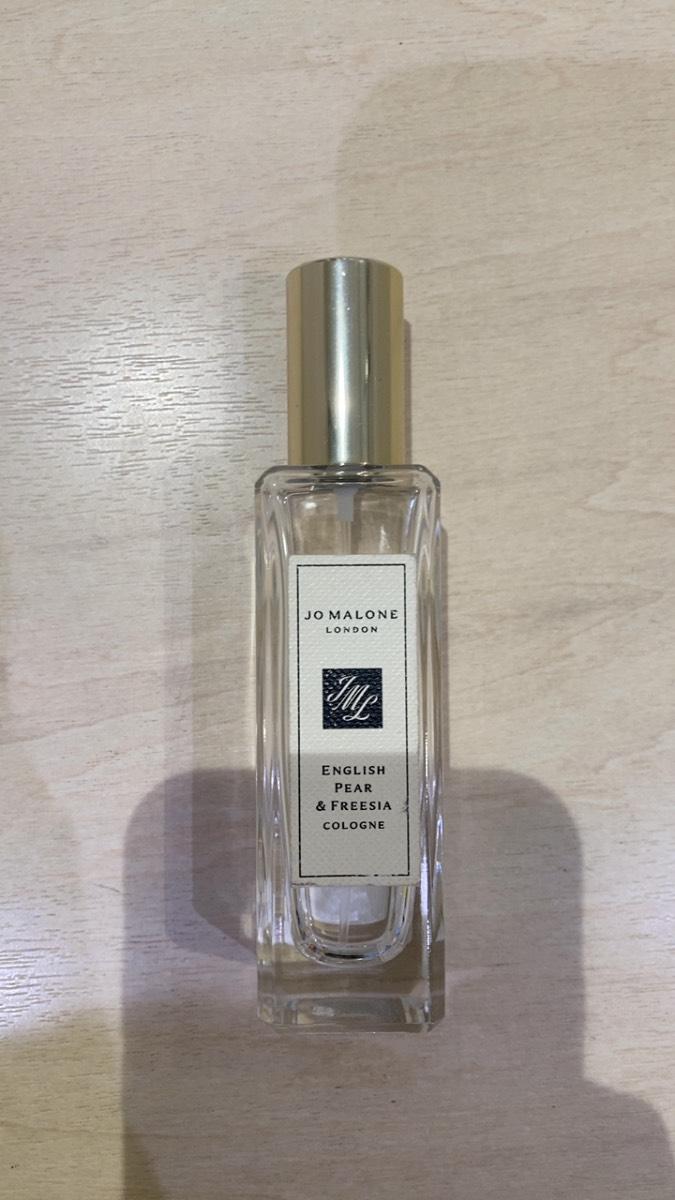 JO MALONE
LONDON
JML
ENGLISH
PEAR
& FREESIA
COLOGNE